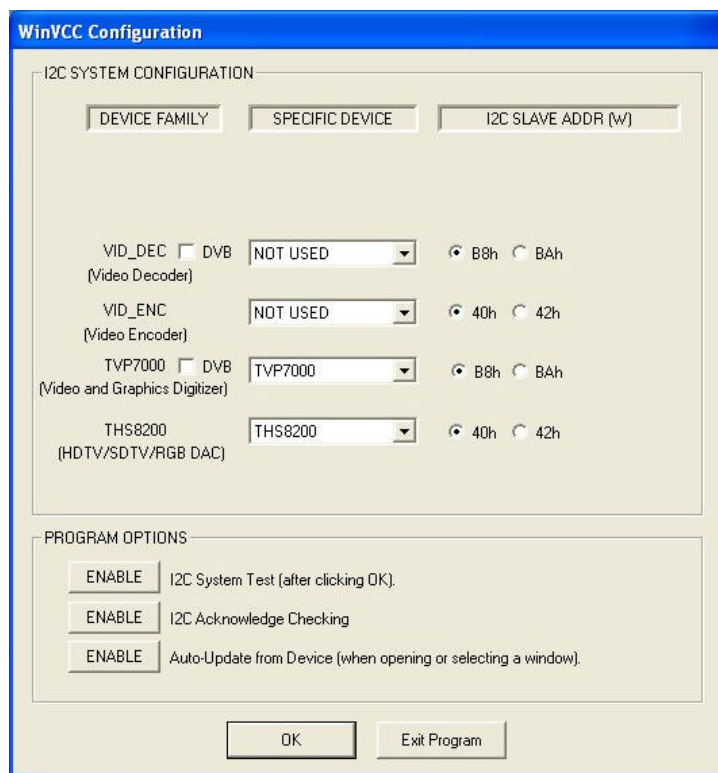 WinVCC Configuration
I2C SYSTEM CONFIGURATION
DEVICE FAMILY SPECIFIC DEVICE I2C SLAVE ADDR (W)
VID_DEC DVB NOT USED B8h BAh
(Video Decoder)
VID_ENC NOT USED 40h 42h
(Video Encoder)
TVP7000 DVB TVP7000 B8h BAh
(Video and Graphics Digitizer)
THS8200 THS8200 40h 42h
(HDTV/SDTV/RGB DAC)
PROGRAM OPTIONS
ENABLE I2C System Test (after clicking OK).
ENABLE I2C Acknowledge Checking
ENABLE Auto-Update from Device (when opening or selecting a window).
OK Exit Program